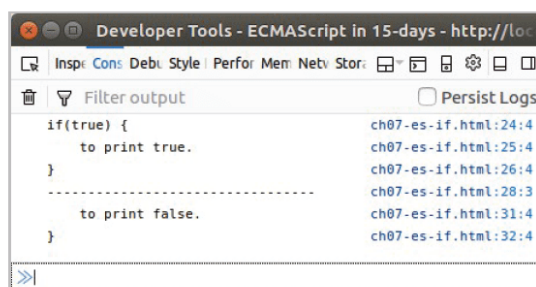 Developer Tools - ECMAScript in 15-days - http://loc
Inspe Cons Debu Style Perfor Mem Netv Stora
Filter output Persist Logs
if(true) { ch07-es-if.html:24:4
to print true. ch07-es-if.html:25:4
} ch07-es-if.html:26:4
--------------------------------- ch07-es-if.html:28:3
to print false. ch07-es-if.html:31:4
} ch07-es-if.html:32:4